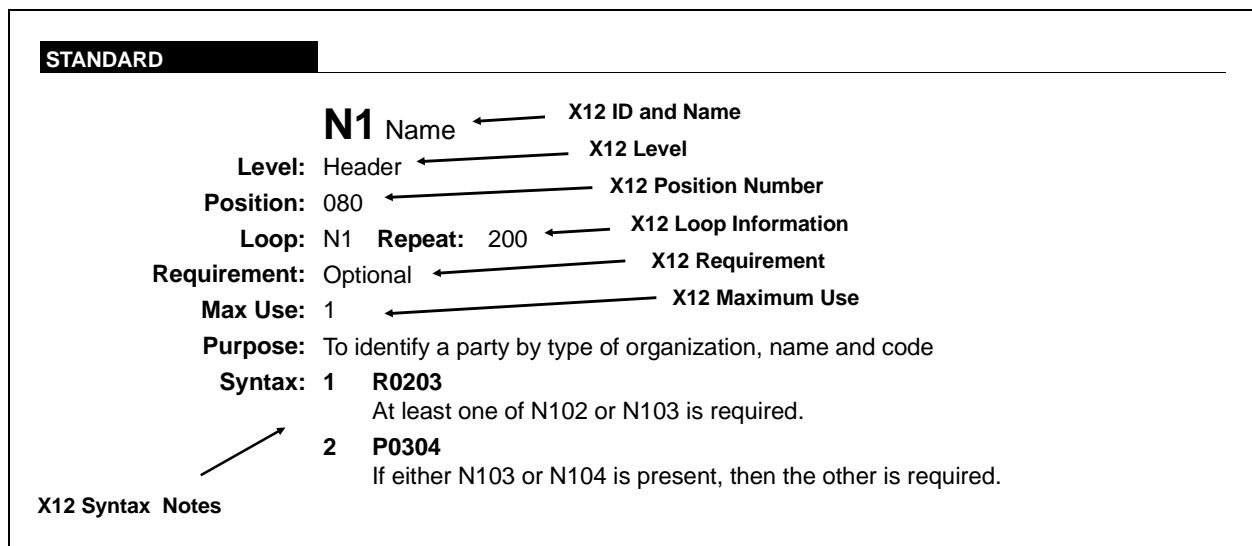 STANDARD
N1 Name X12 ID and Name
Level: Header X12 Level
Position: 080 X12 Position Number
Loop: N1 Repeat: 200 X12 Loop Information
Requirement: Optional X12 Requirement
Max Use: 1 X12 Maximum Use
Purpose: To identify a party by type of organization, name and code
Syntax: 1 R0203
At least one of N102 or N103 is required.
2 P0304
If either N103 or N104 is present, then the other is required.
X12 Syntax Notes